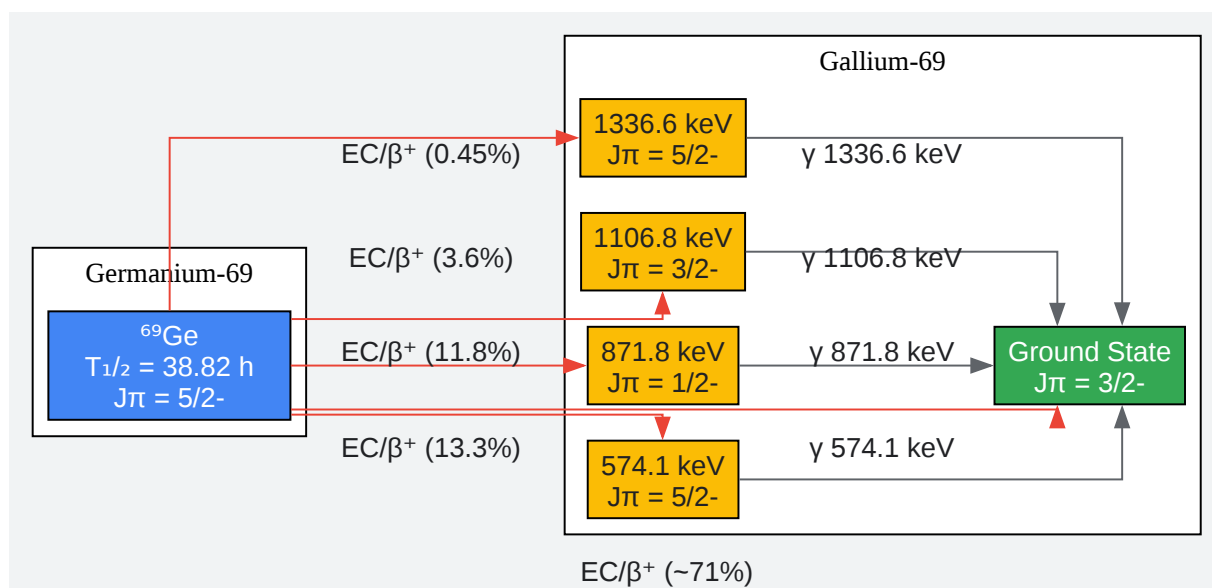 Gallium-69
1336.6 keV
Jπ = 5/2-
EC/β⁺ (0.45%)
γ 1336.6 keV
1106.8 keV
Jπ = 3/2-
EC/β⁺ (3.6%)
γ 1106.8 keV
Germanium-69
⁶⁹Ge
T₁/₂ = 38.82 h
Jπ = 5/2-
EC/β⁺ (11.8%)
871.8 keV
Jπ = 1/2-
γ 871.8 keV
Ground State
Jπ = 3/2-
EC/β⁺ (13.3%)
574.1 keV
Jπ = 5/2-
γ 574.1 keV
EC/β⁺ (~71%)